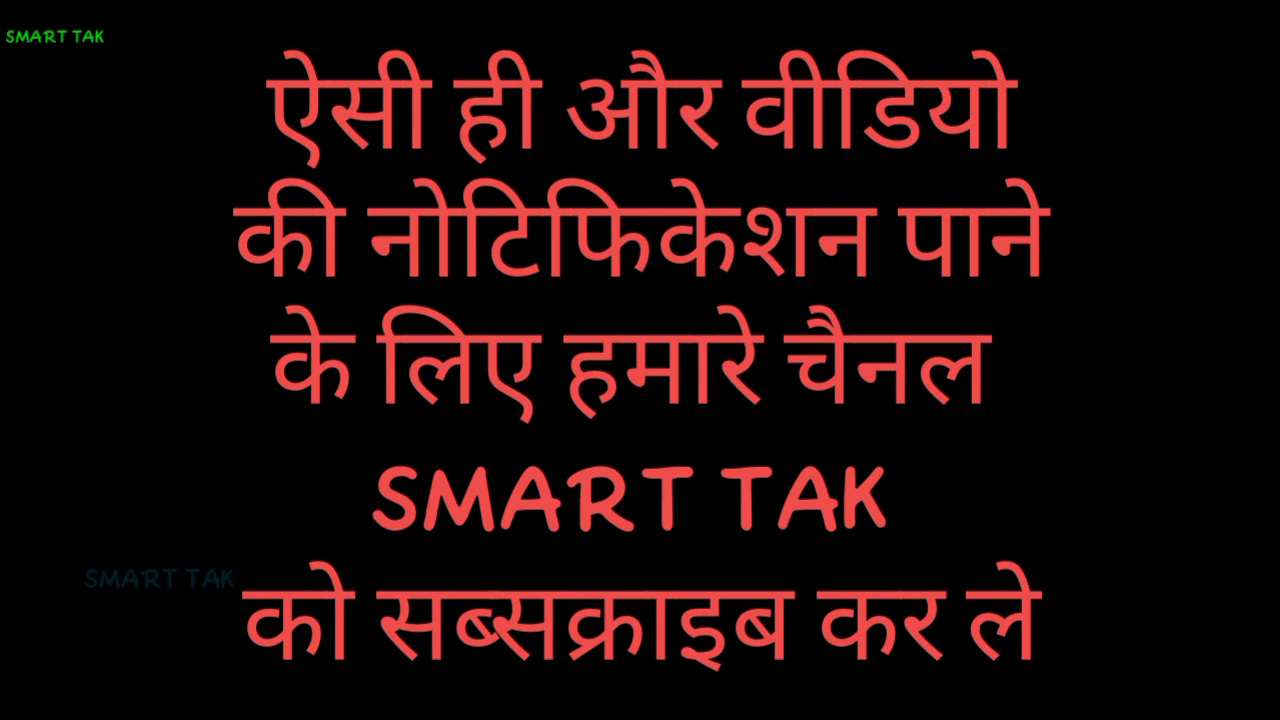 SMART TAK
ऐसी ही और वीडियो
की नोटिफिकेशन पाने
के लिए हमारे चैनल
SMART TAK
SMART TAK
को सब्सक्राइब कर ले